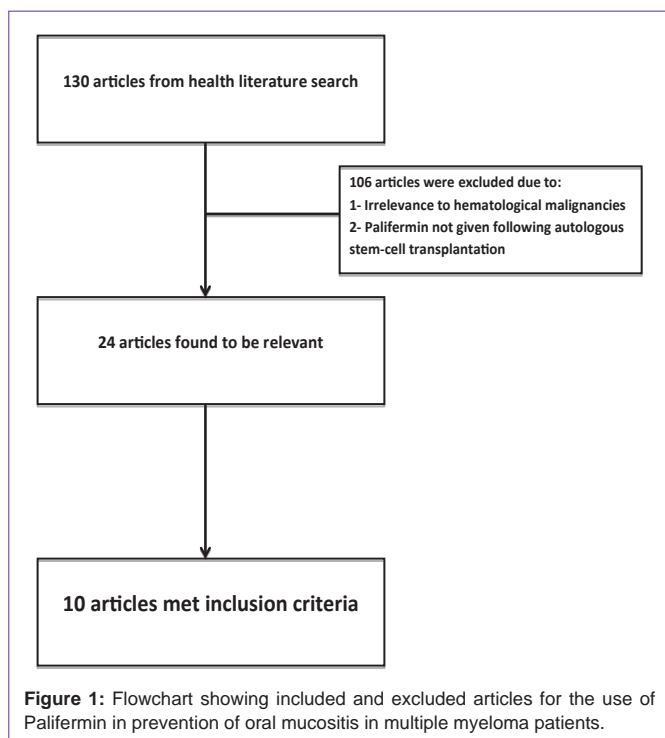 130 articles from health literature search
106 articles were excluded due to:
1- Irrelevance to hematological malignancies
2- Palifermin not given following autologous
stem-cell transplantation
24 articles found to be relevant
10 articles met inclusion criteria
Figure 1: Flowchart showing included and excluded articles for the use of
Palifermin in prevention of oral mucositis in multiple myeloma patients.